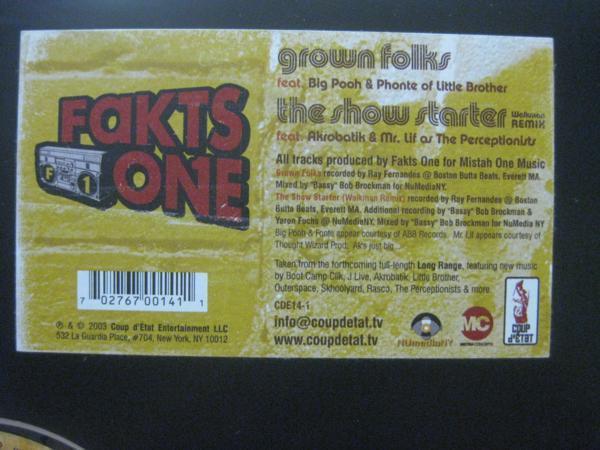 FAKTS
ONE
F 1
7 02767 00141 1
℗ & © 2003 Coup d'État Entertainment LLC
532 La Guardia Place, #704, New York, NY 10012
grown folks
feat. Big Pooh & Phonte of Little Brother
the show starter Walkman REMIX
feat. Akrobatik & Mr. Lif as The Perceptionists
All tracks produced by Fakts One for Mistah One Music
Grown Folks recorded by Ray Fernandes @ Boston Butta Beats, Everett MA.
Mixed by "Bassy" Bob Brockman for NuMediaNY.
The Show Starter (Walkman Remix) recorded by Ray Fernandes @ Boston
Butta Beats, Everett MA. Additional recording by "Bassy" Bob Brockman &
Yaron Fuchs @ NuMediaNY. Mixed by "Bassy" Bob Brockman for NuMedia NY
Big Pooh & Fonte appear courtesy of ABB Records. Mr. Lif appears courtesy of
Thought Wizard Prod. Ak's just big...
Taken from the forthcoming full-length Long Range, featuring new music
by Boot Camp Clik, J Live, Akrobatik, Little Brother,
Outerspace, Skhoolyard, Rasco, The Perceptionists & more
CDE14-1
info@coupdetat.tv
www.coupdetat.tv
NUmediaNY
MC
COUP
d'ÉTAT